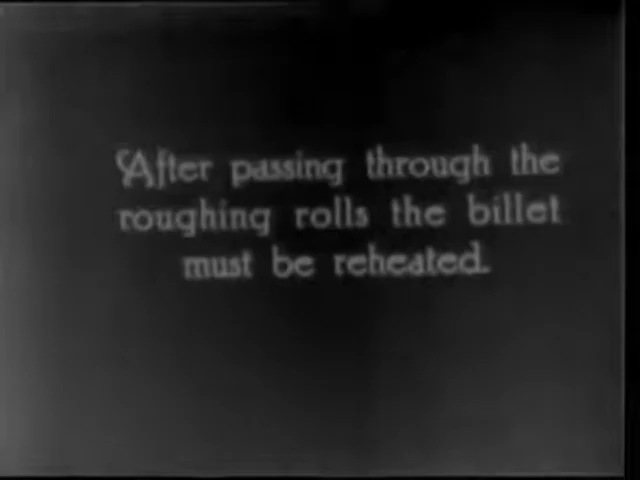 After passing through the
roughing rolls the billet
must be reheated.